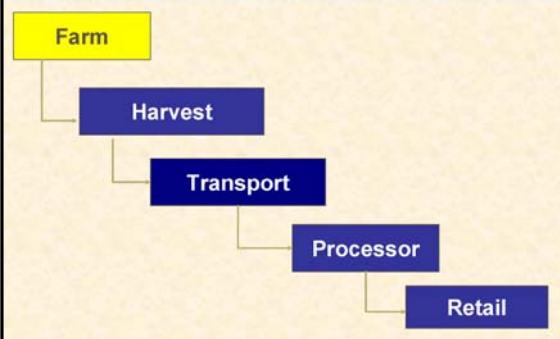 Farm
Harvest
Transport
Processor
Retail